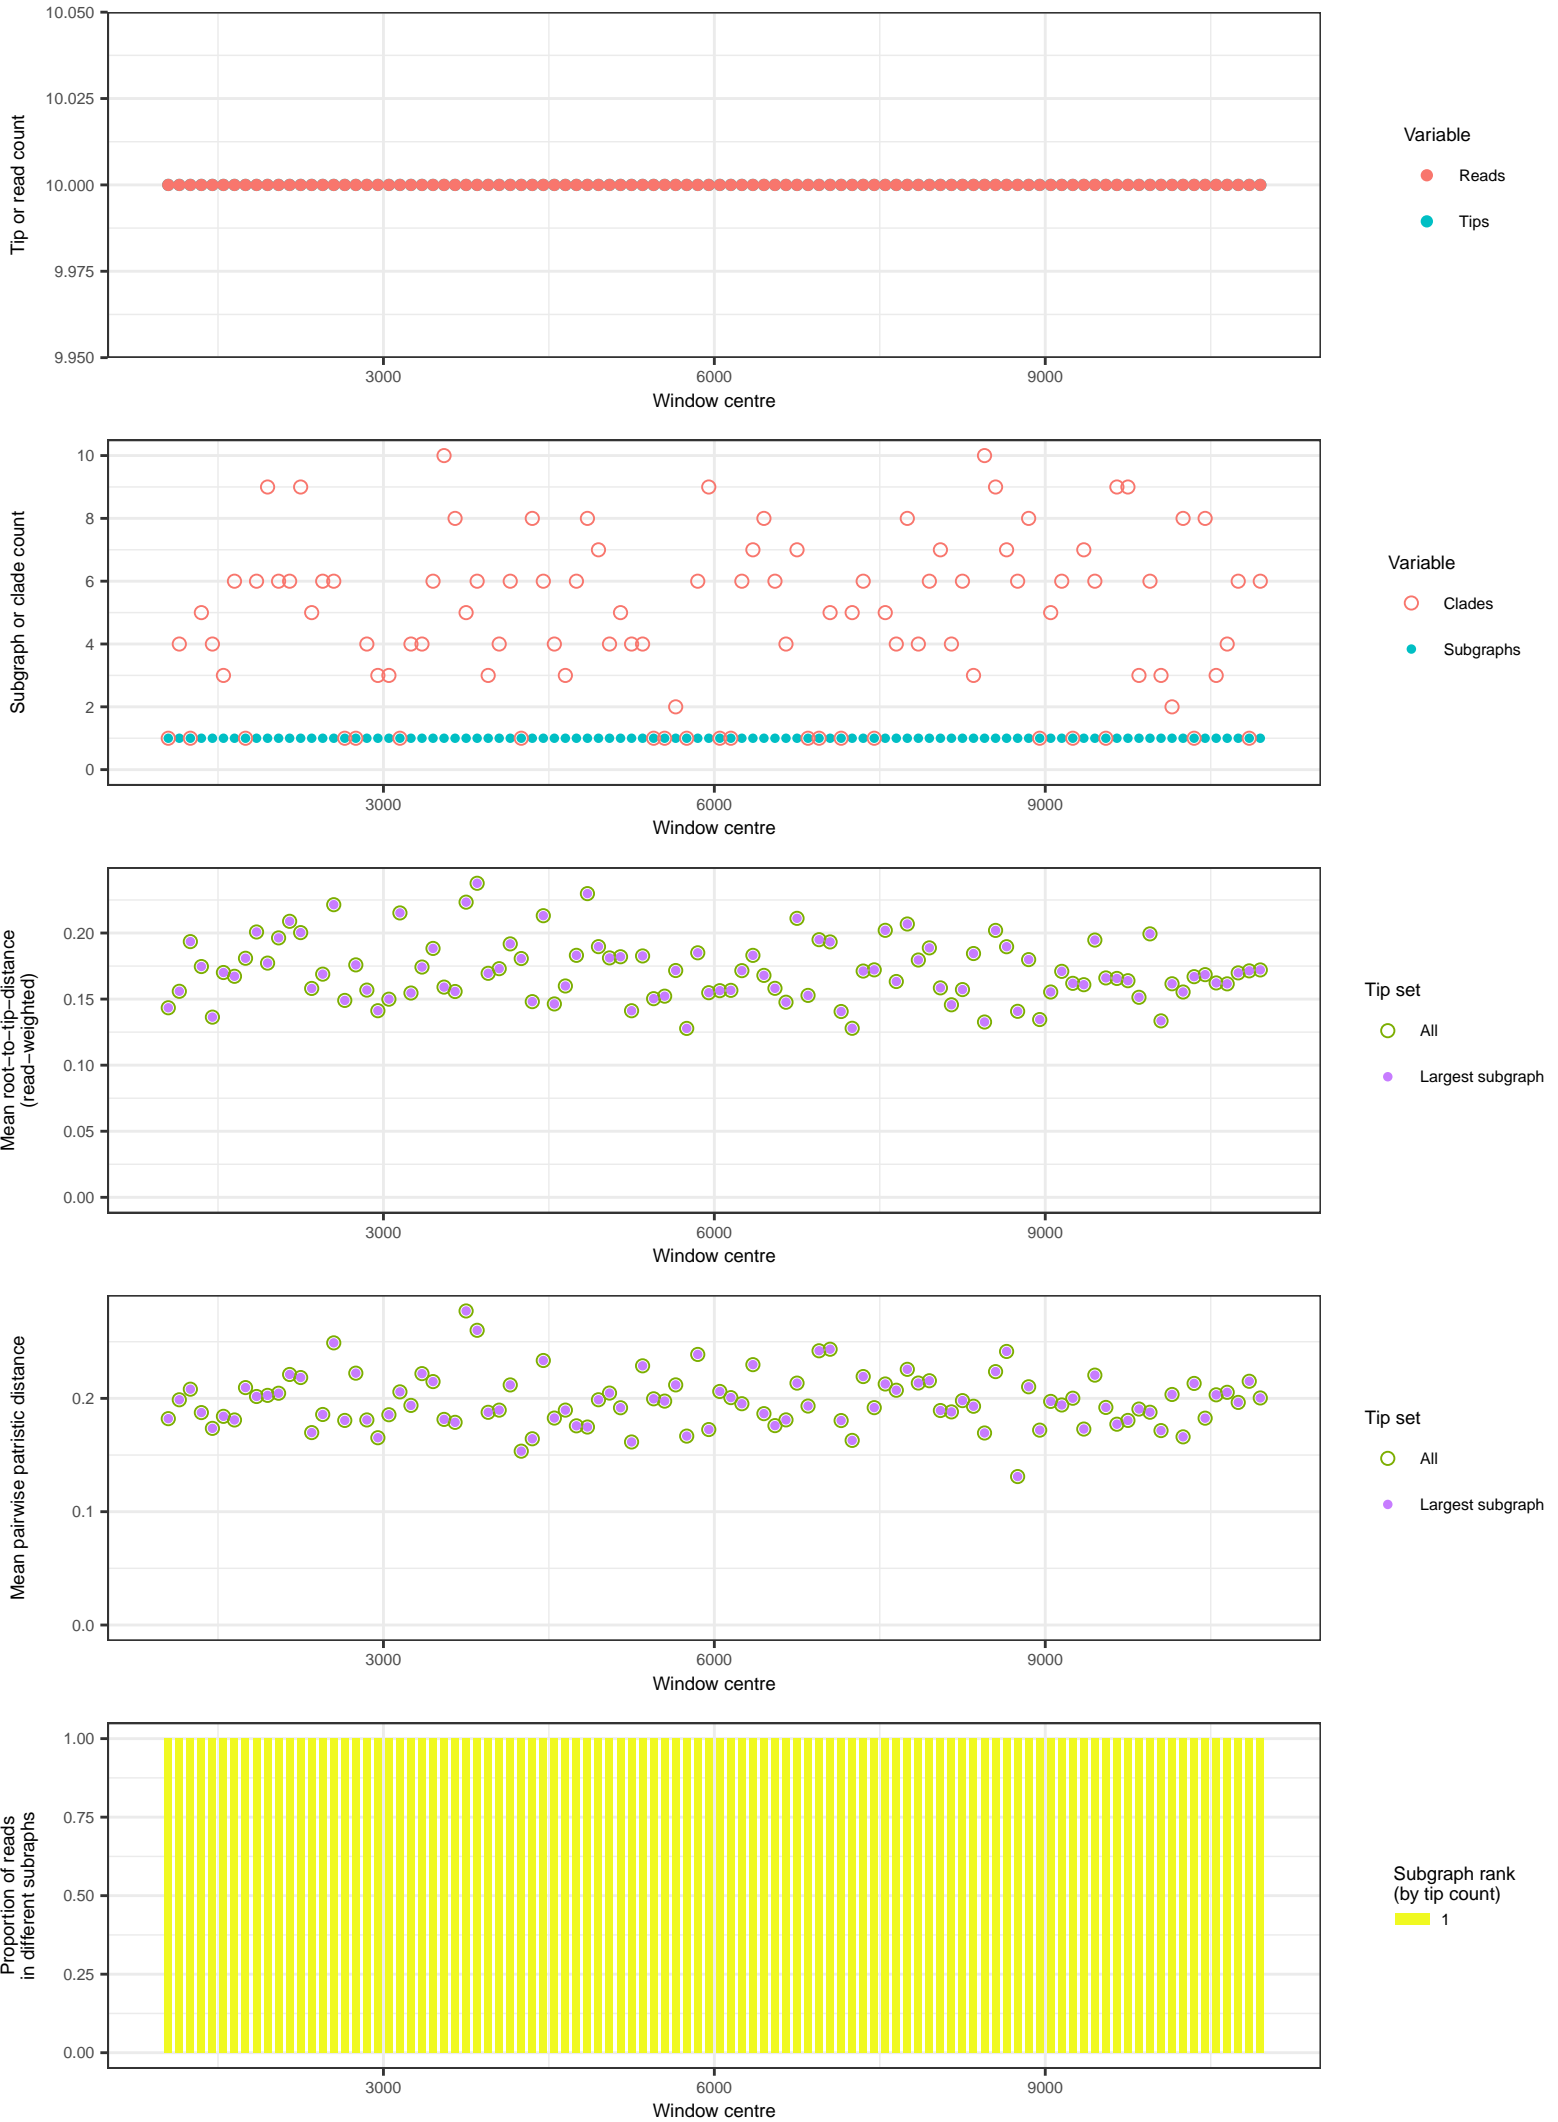 10.050
10.025
10.000
9.975
9.950
Tip or read count
3000
6000
9000
Window centre
Variable
Reads
Tips
10
8
6
4
2
0
Subgraph or clade count
3000
6000
9000
Window centre
Variable
Clades
Subgraphs
0.20
0.15
0.10
0.05
0.00
Mean root−to−tip−distance
(read−weighted)
3000
6000
9000
Window centre
Tip set
All
Largest subgraph
0.2
0.1
0.0
Mean pairwise patristic distance
3000
6000
9000
Window centre
Tip set
All
Largest subgraph
1.00
0.75
0.50
0.25
0.00
Proportion of reads
in different subraphs
3000
6000
9000
Window centre
Subgraph rank
(by tip count)
1